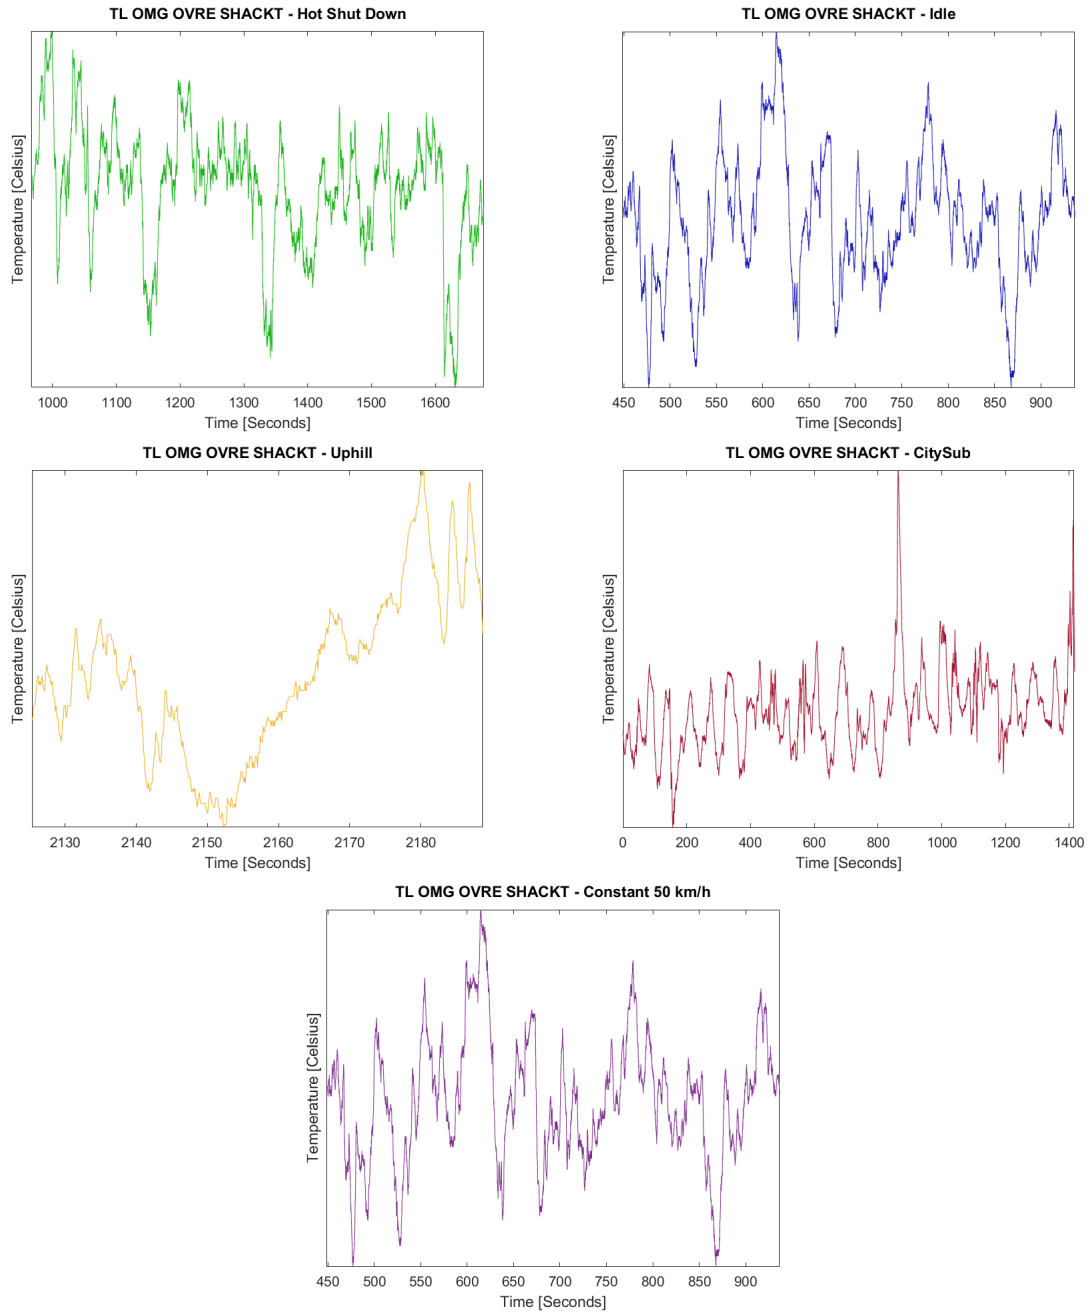 TL OMG OVRE SHACKT - Hot Shut Down
Temperature [Celsius]
1000 1100 1200 1300 1400 1500 1600
Time [Seconds]
TL OMG OVRE SHACKT - Idle
Temperature [Celsius]
450 500 550 600 650 700 750 800 850 900
Time [Seconds]
TL OMG OVRE SHACKT - Uphill
Temperature [Celsius]
2130 2140 2150 2160 2170 2180
Time [Seconds]
TL OMG OVRE SHACKT - CitySub
Temperature [Celsius]
0 200 400 600 800 1000 1200 1400
Time [Seconds]
TL OMG OVRE SHACKT - Constant 50 km/h
Temperature [Celsius]
450 500 550 600 650 700 750 800 850 900
Time [Seconds]